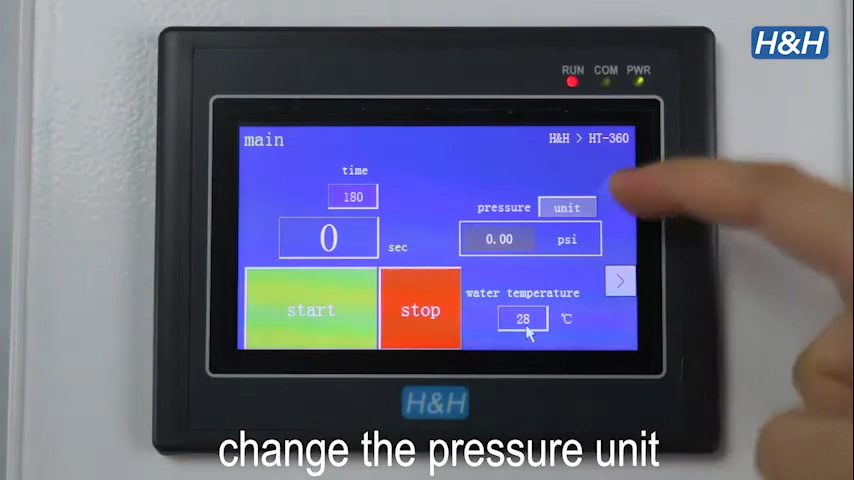 H&H
RUN COM PWR
main
H&H > HT-360
time
180
pressure unit
0 sec
0.00 psi
start
stop
water temperature
28 ℃
>
H&H
change the pressure unit